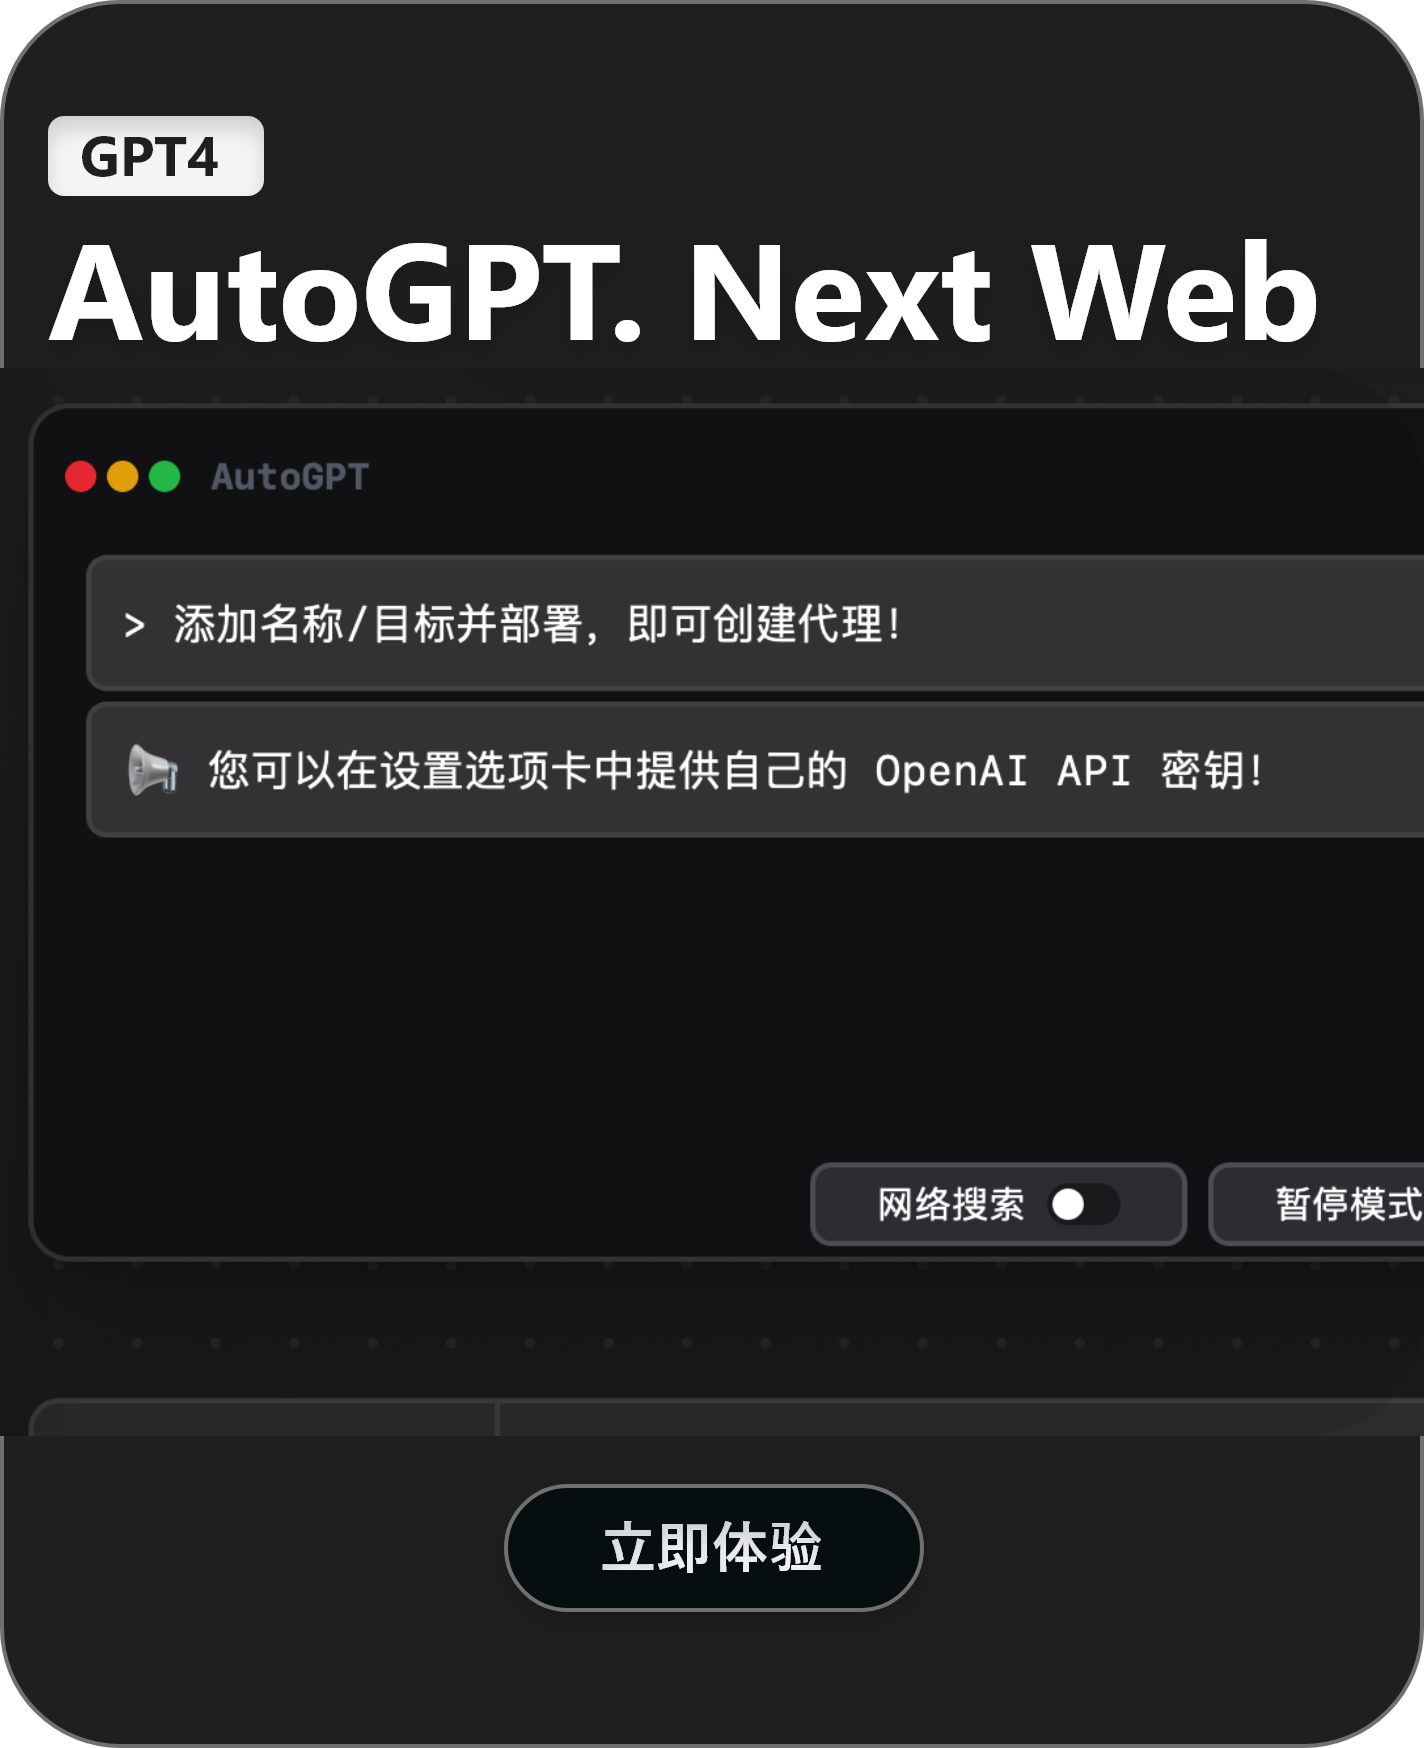 GPT4
AutoGPT. Next Web
AutoGPT
> 添加名称/目标并部署，即可创建代理！
您可以在设置选项卡中提供自己的 OpenAI API 密钥！
网络搜索
暂停模式
立即体验